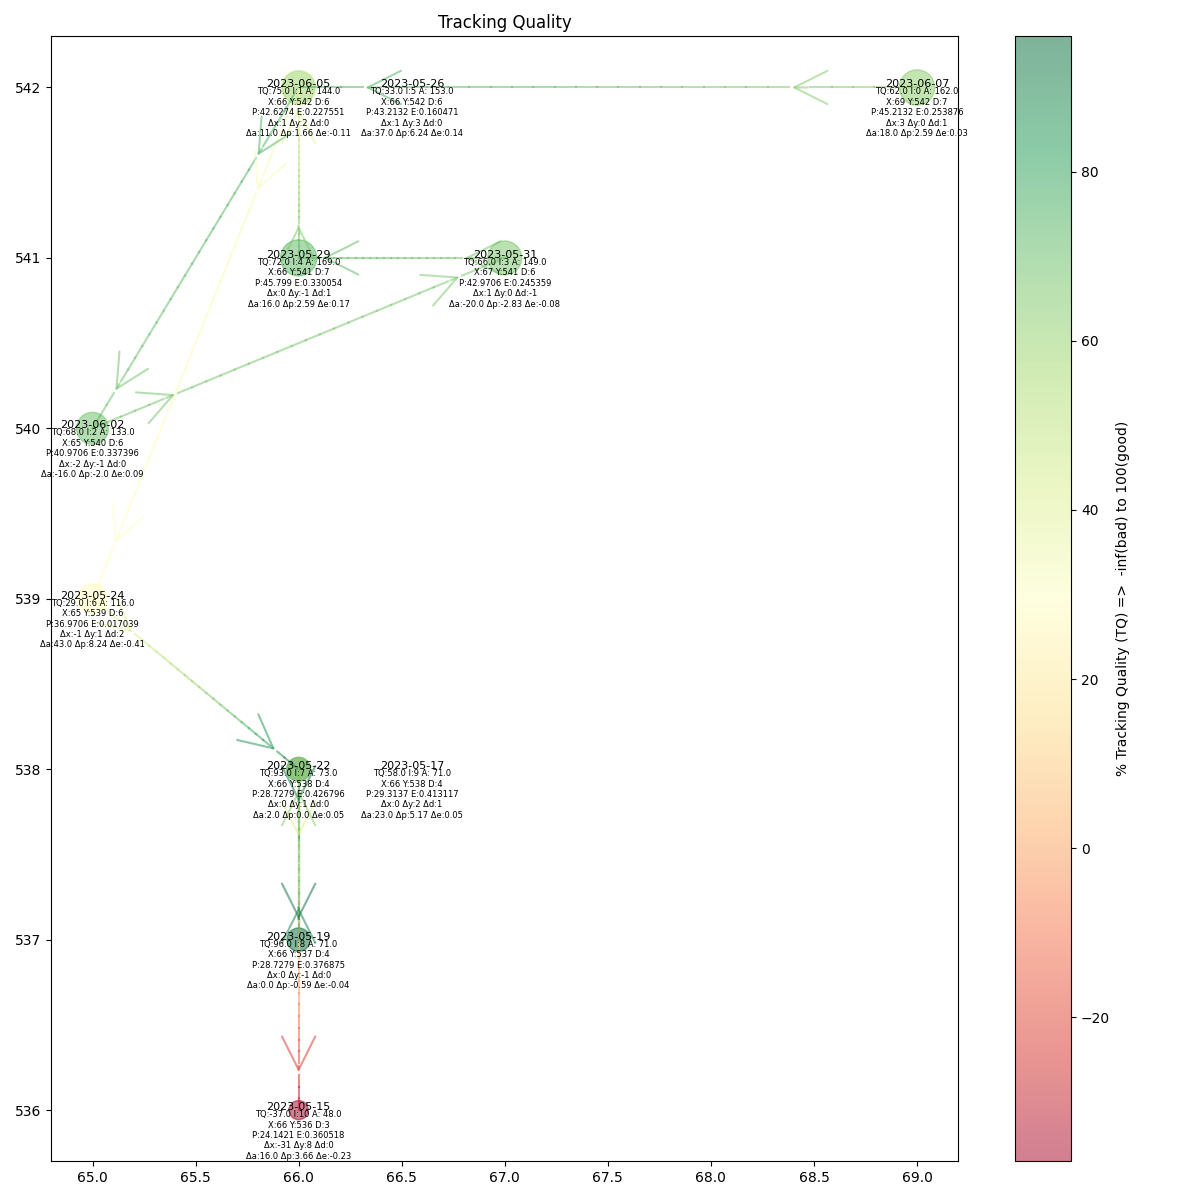 Tracking Quality
542
541
540
539
538
537
536
2023-06-05
TQ:75.0 I:1 A: 144.0
X:66 Y:542 D:6
P:42.6274 E:0.227551
Δx:1 Δy:2 Δd:0
Δa:11.0 Δp:1.66 Δe:-0.11
2023-05-26
TQ:33.0 I:5 A: 153.0
X:66 Y:542 D:6
P:43.2132 E:0.160471
Δx:1 Δy:3 Δd:0
Δa:37.0 Δp:6.24 Δe:0.14
2023-06-07
TQ:62.0 I:0 A: 162.0
X:69 Y:542 D:7
P:45.2132 E:0.253876
Δx:3 Δy:0 Δd:1
Δa:18.0 Δp:2.59 Δe:0.03
2023-05-29
TQ:72.0 I:4 A: 169.0
X:66 Y:541 D:7
P:45.799 E:0.330054
Δx:0 Δy:-1 Δd:1
Δa:16.0 Δp:2.59 Δe:0.17
2023-05-31
TQ:66.0 I:3 A: 149.0
X:67 Y:541 D:6
P:42.9706 E:0.245359
Δx:1 Δy:0 Δd:-1
Δa:-20.0 Δp:-2.83 Δe:-0.08
2023-06-02
TQ:68.0 I:2 A: 133.0
X:65 Y:540 D:6
P:40.9706 E:0.337396
Δx:-2 Δy:-1 Δd:0
Δa:-16.0 Δp:-2.0 Δe:0.09
2023-05-24
TQ:29.0 I:6 A: 116.0
X:65 Y:539 D:6
P:36.9706 E:0.017039
Δx:-1 Δy:1 Δd:2
Δa:43.0 Δp:8.24 Δe:-0.41
2023-05-22
TQ:93.0 I:7 A: 73.0
X:66 Y:538 D:4
P:28.7279 E:0.426796
Δx:0 Δy:1 Δd:0
Δa:2.0 Δp:0.0 Δe:0.05
2023-05-17
TQ:58.0 I:9 A: 71.0
X:66 Y:538 D:4
P:29.3137 E:0.413117
Δx:0 Δy:2 Δd:1
Δa:23.0 Δp:5.17 Δe:0.05
2023-05-19
TQ:96.0 I:8 A: 71.0
X:66 Y:537 D:4
P:28.7279 E:0.376875
Δx:0 Δy:-1 Δd:0
Δa:0.0 Δp:-0.59 Δe:-0.04
2023-05-15
TQ:-37.0 I:10 A: 48.0
X:66 Y:536 D:3
P:24.1421 E:0.360518
Δx:-31 Δy:8 Δd:0
Δa:16.0 Δp:3.66 Δe:-0.23
65.0 65.5 66.0 66.5 67.0 67.5 68.0 68.5 69.0
80
60
40
20
0
−20
% Tracking Quality (TQ) => -inf(bad) to 100(good)